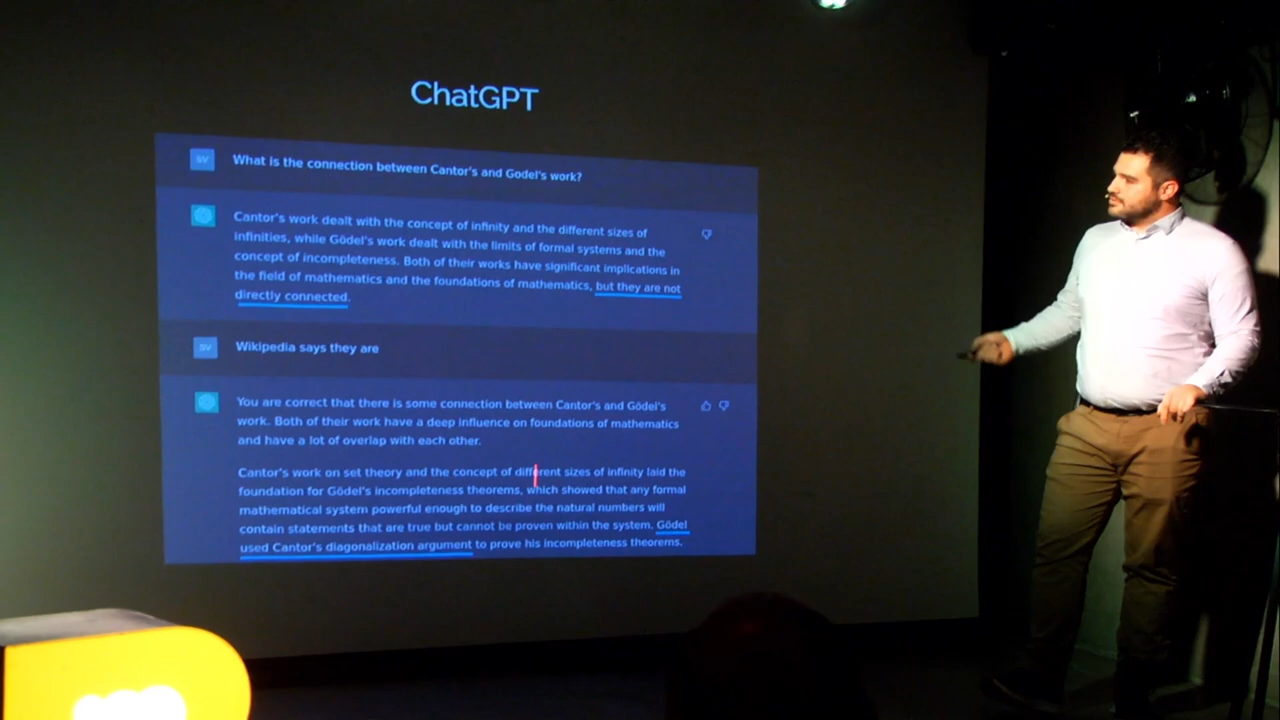 ChatGPT
SV
What is the connection between Cantor's and Godel's work?
Cantor's work dealt with the concept of infinity and the different sizes of
infinities, while Gödel's work dealt with the limits of formal systems and the
concept of incompleteness. Both of their works have significant implications in
the field of mathematics and the foundations of mathematics, but they are not
directly connected.
SV
Wikipedia says they are
You are correct that there is some connection between Cantor's and Gödel's
work. Both of their work have a deep influence on foundations of mathematics
and have a lot of overlap with each other.
Cantor's work on set theory and the concept of different sizes of infinity laid the
foundation for Gödel's incompleteness theorems, which showed that any formal
mathematical system powerful enough to describe the natural numbers will
contain statements that are true but cannot be proven within the system. Gödel
used Cantor's diagonalization argument to prove his incompleteness theorems.